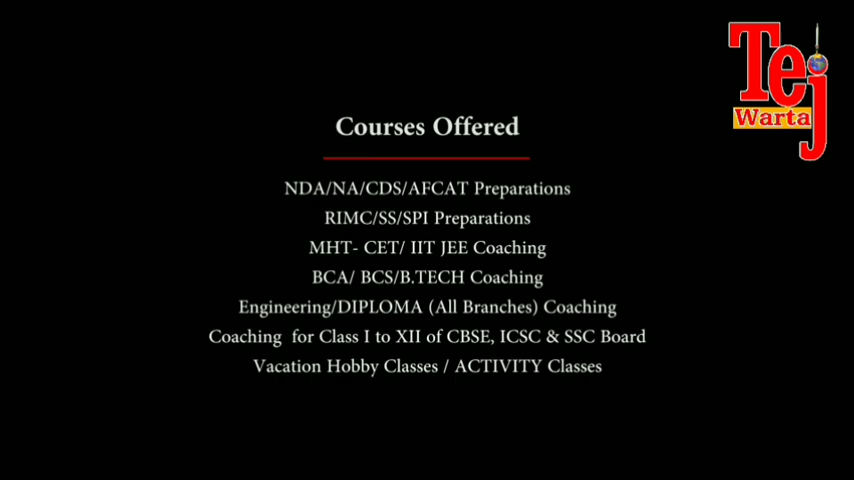 Tej
Warta
Courses Offered
NDA/NA/CDS/AFCAT Preparations
RIMC/SS/SPI Preparations
MHT- CET/ IIT JEE Coaching
BCA/ BCS/B.TECH Coaching
Engineering/DIPLOMA (All Branches) Coaching
Coaching for Class I to XII of CBSE, ICSC & SSC Board
Vacation Hobby Classes / ACTIVITY Classes